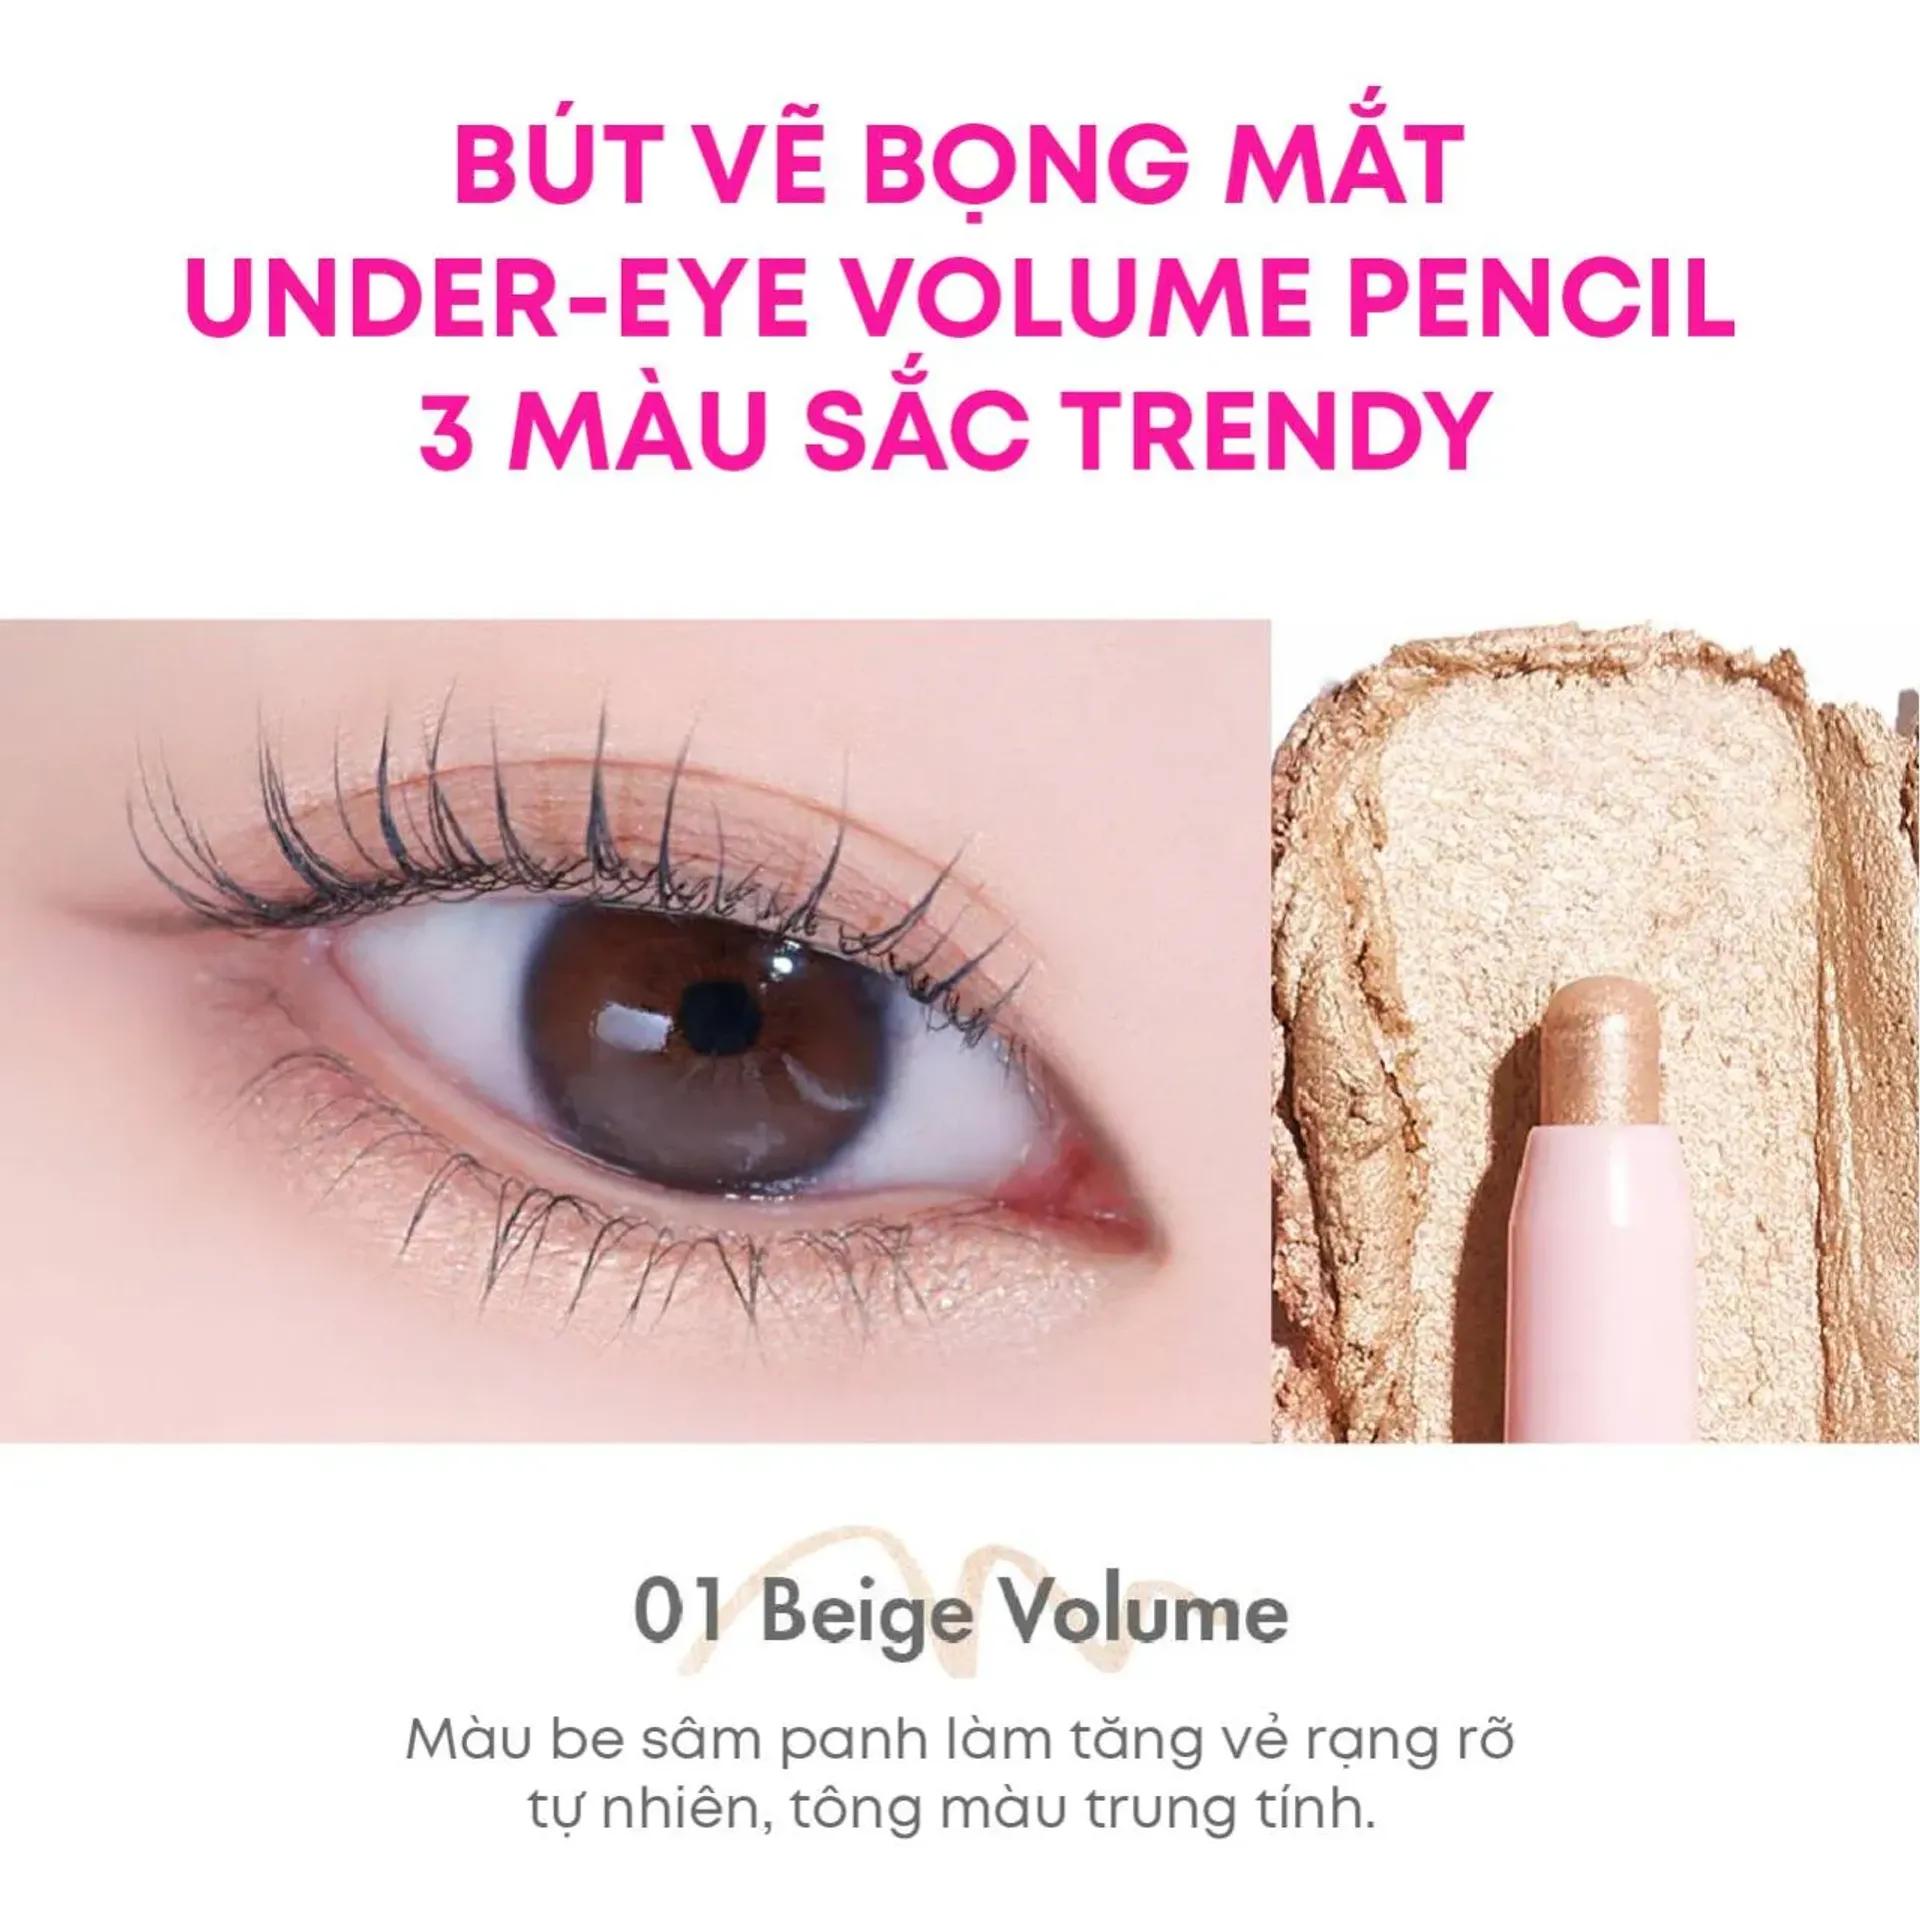 BÚT VẼ BỌNG MẮT
UNDER-EYE VOLUME PENCIL
3 MÀU SẮC TRENDY
01 Beige Volume
Màu be sâm panh làm tăng vẻ rạng rỡ
tự nhiên, tông màu trung tính.